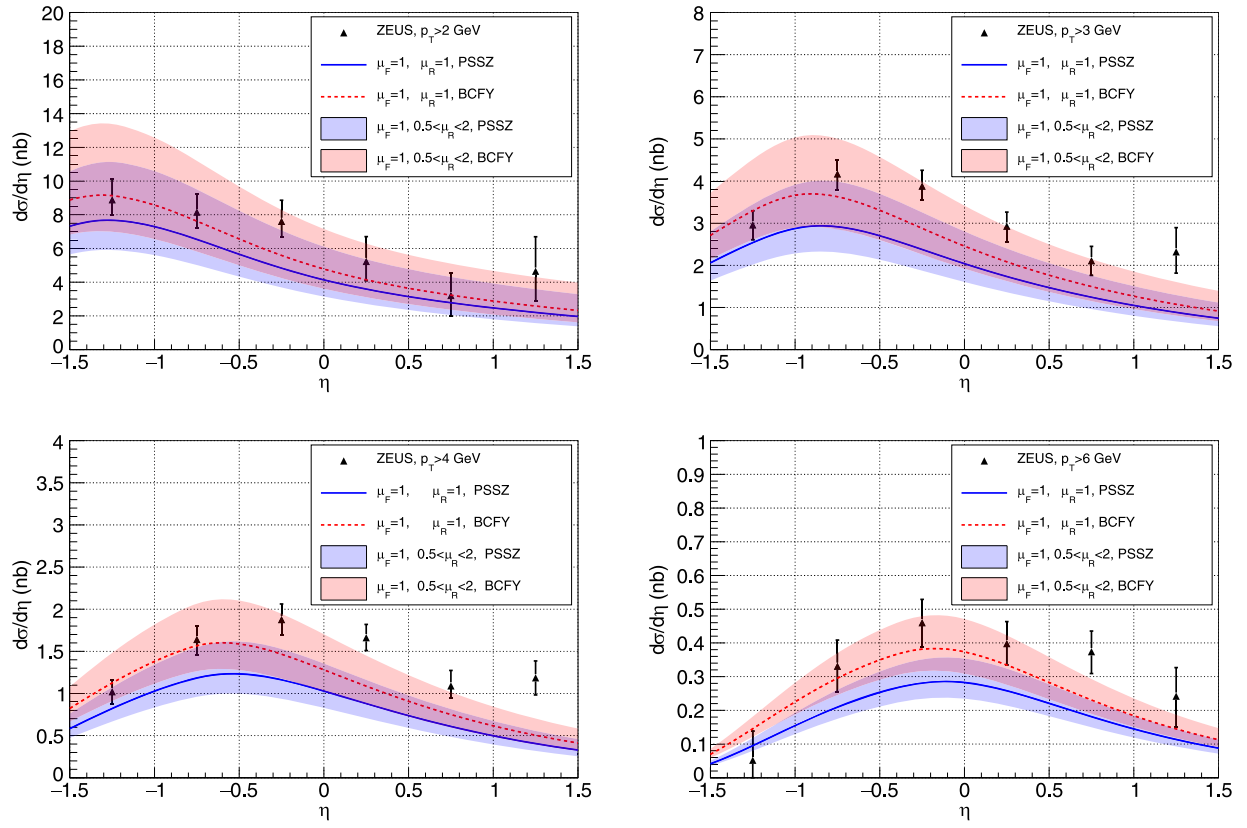 20
18
16
14
12
10
8
6
4
2
0
dσ/dη (nb)
−1.5 −1 −0.5 0 0.5 1 1.5
η
ZEUS, p_T>2 GeV
μ_F=1, μ_R=1, PSSZ
μ_F=1, μ_R=1, BCFY
μ_F=1, 0.5<μ_R<2, PSSZ
μ_F=1, 0.5<μ_R<2, BCFY
8
7
6
5
4
3
2
1
0
dσ/dη (nb)
−1.5 −1 −0.5 0 0.5 1 1.5
η
ZEUS, p_T>3 GeV
μ_F=1, μ_R=1, PSSZ
μ_F=1, μ_R=1, BCFY
μ_F=1, 0.5<μ_R<2, PSSZ
μ_F=1, 0.5<μ_R<2, BCFY
4
3.5
3
2.5
2
1.5
1
0.5
0
dσ/dη (nb)
−1.5 −1 −0.5 0 0.5 1 1.5
η
ZEUS, p_T>4 GeV
μ_F=1, μ_R=1, PSSZ
μ_F=1, μ_R=1, BCFY
μ_F=1, 0.5<μ_R<2, PSSZ
μ_F=1, 0.5<μ_R<2, BCFY
1
0.9
0.8
0.7
0.6
0.5
0.4
0.3
0.2
0.1
0
dσ/dη (nb)
−1.5 −1 −0.5 0 0.5 1 1.5
η
ZEUS, p_T>6 GeV
μ_F=1, μ_R=1, PSSZ
μ_F=1, μ_R=1, BCFY
μ_F=1, 0.5<μ_R<2, PSSZ
μ_F=1, 0.5<μ_R<2, BCFY